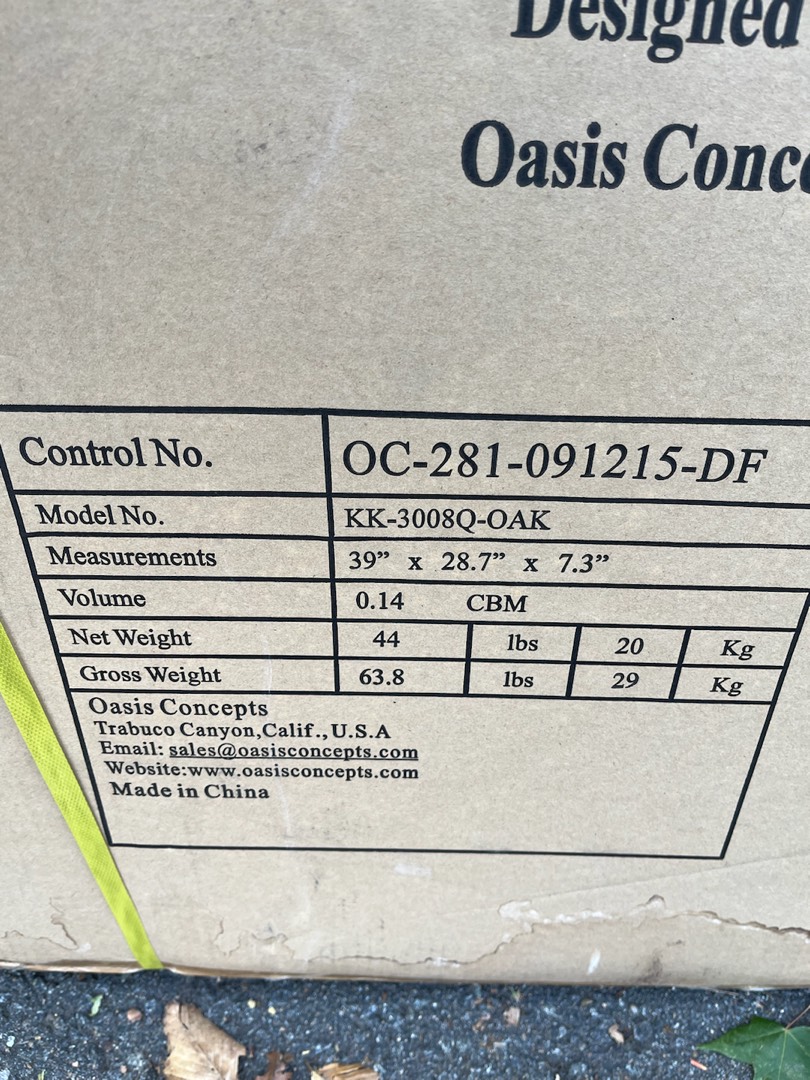 Designed
Oasis Conc
Control No. OC-281-091215-DF
Model No. KK-3008Q-OAK
Measurements 39” x 28.7” x 7.3”
Volume 0.14 CBM
Net Weight 44 lbs 20 Kg
Gross Weight 63.8 lbs 29 Kg
Oasis Concepts
Trabuco Canyon,Calif.,U.S.A
Email: sales@oasisconcepts.com
Website:www.oasisconcepts.com
Made in China